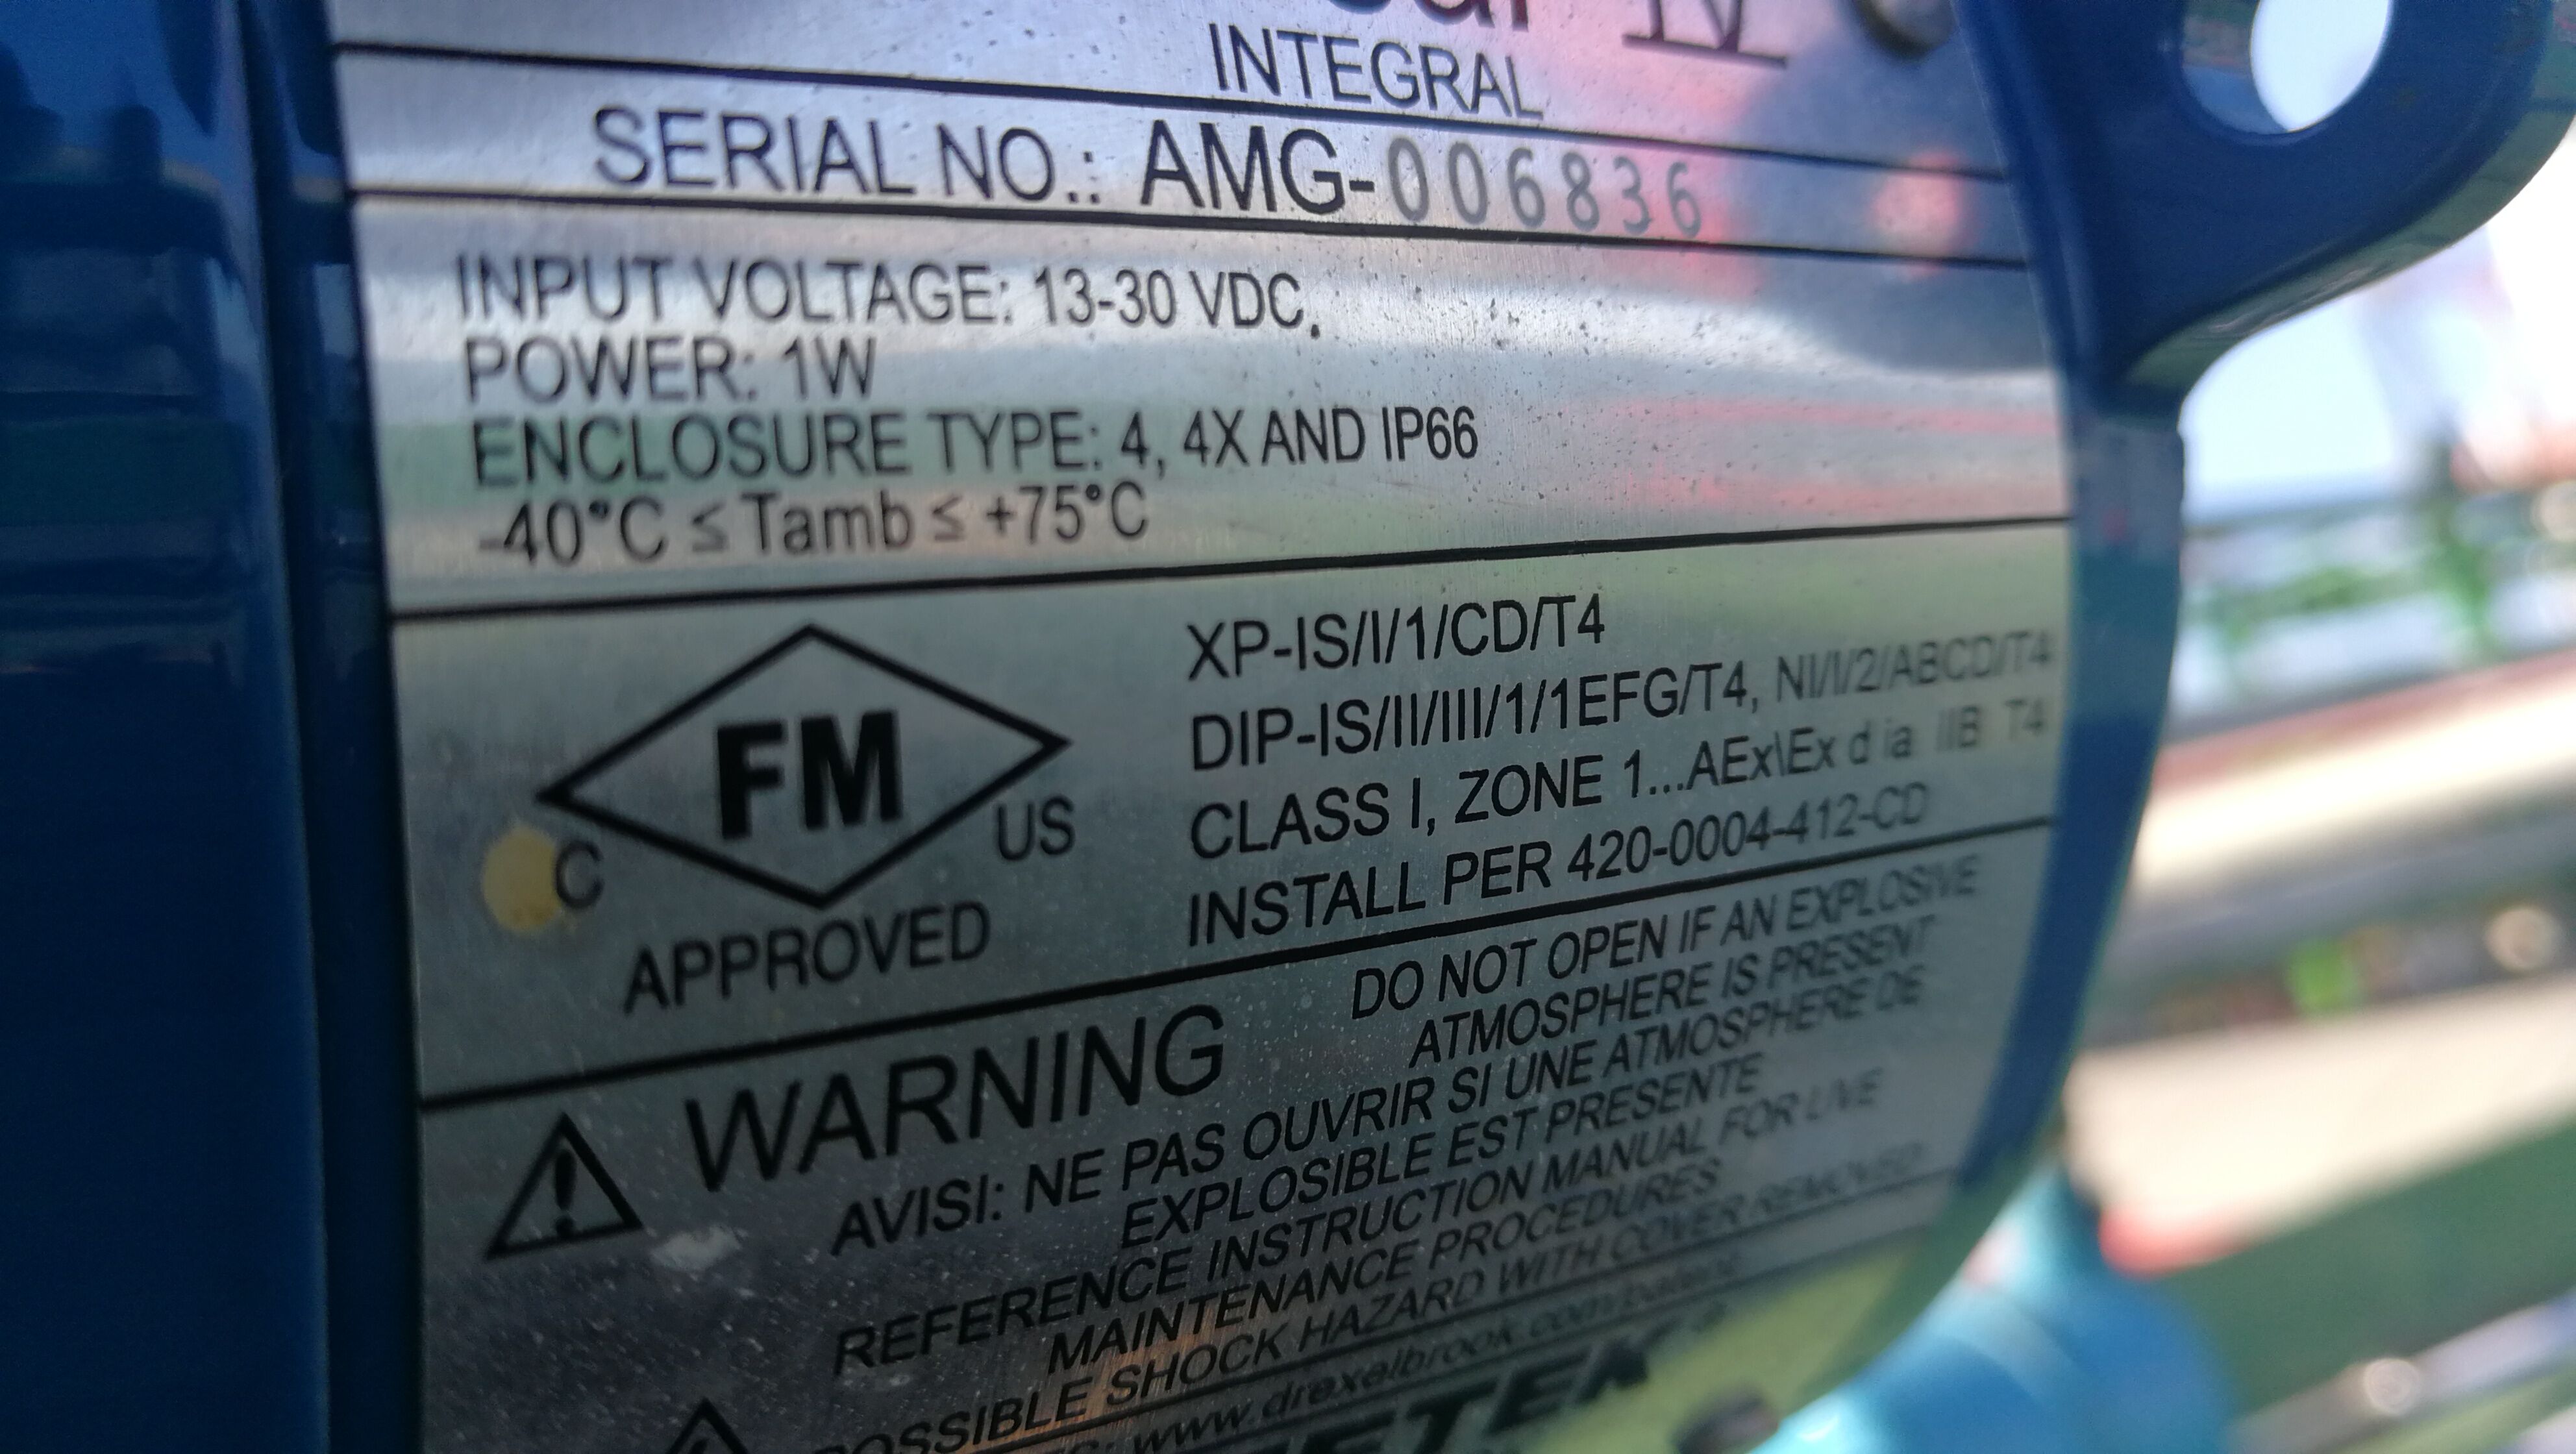 IV
INTEGRAL
SERIAL NO.: AMG-006836
INPUT VOLTAGE: 13-30 VDC.
POWER: 1W
ENCLOSURE TYPE: 4, 4X AND IP66
-40°C ≤ Tamb ≤ +75°C
FM
C US
APPROVED
XP-IS/I/1/CD/T4
DIP-IS/II/III/1/1EFG/T4, NI/I/2/ABCD/T4
CLASS I, ZONE 1...AEx\Ex d ia IIB T4
INSTALL PER 420-0004-412-CD
WARNING
DO NOT OPEN IF AN EXPLOSIVE
ATMOSPHERE IS PRESENT
AVISI: NE PAS OUVRIR SI UNE ATMOSPHERE DE
EXPLOSIBLE EST PRESENTE
REFERENCE INSTRUCTION MANUAL FOR LIVE
MAINTENANCE PROCEDURES
POSSIBLE SHOCK HAZARD WITH COVER REMOVED